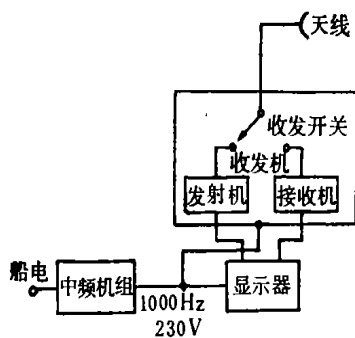 天线
收发开关
收发机
发射机
接收机
船电
中频机组
显示器
1000Hz
230V